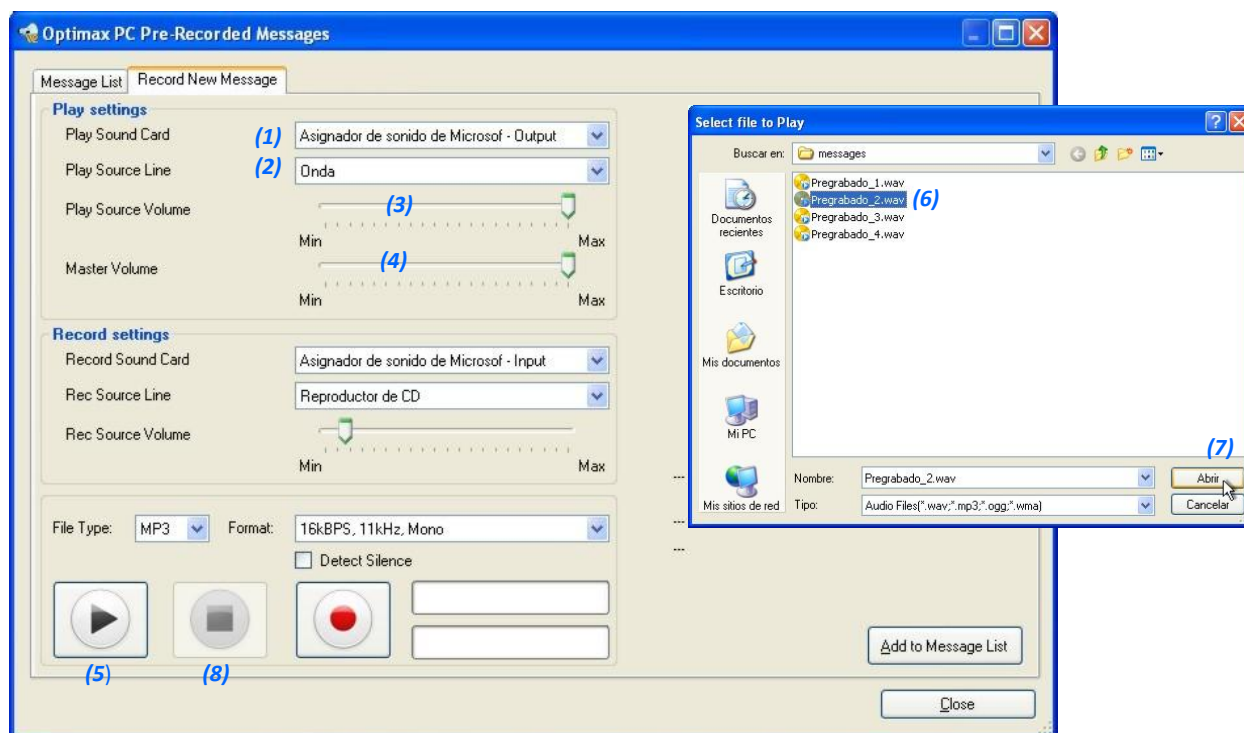 Optimax PC Pre-Recorded Messages
Message List Record New Message
Play settings
Play Sound Card (1) Asignador de sonido de Microsof - Output
Play Source Line (2) Onda
Play Source Volume (3)
Min Max
Master Volume (4)
Min Max
Record settings
Record Sound Card Asignador de sonido de Microsof - Input
Rec Source Line Reproductor de CD
Rec Source Volume
Min Max
File Type: MP3 Format: 16kBPS, 11kHz, Mono
Detect Silence
(5) (8)
---
---
---
Add to Message List
Close
Select file to Play
Buscar en: messages
Pregrabado_1.wav
Pregrabado_2.wav (6)
Pregrabado_3.wav
Pregrabado_4.wav
Documentos
recientes
Escritorio
Mis documentos
Mi PC
Mis sitios de red
(7)
Nombre: Pregrabado_2.wav Abrir
Tipo: Audio Files(*.wav;*.mp3;*.ogg;*.wma) Cancelar